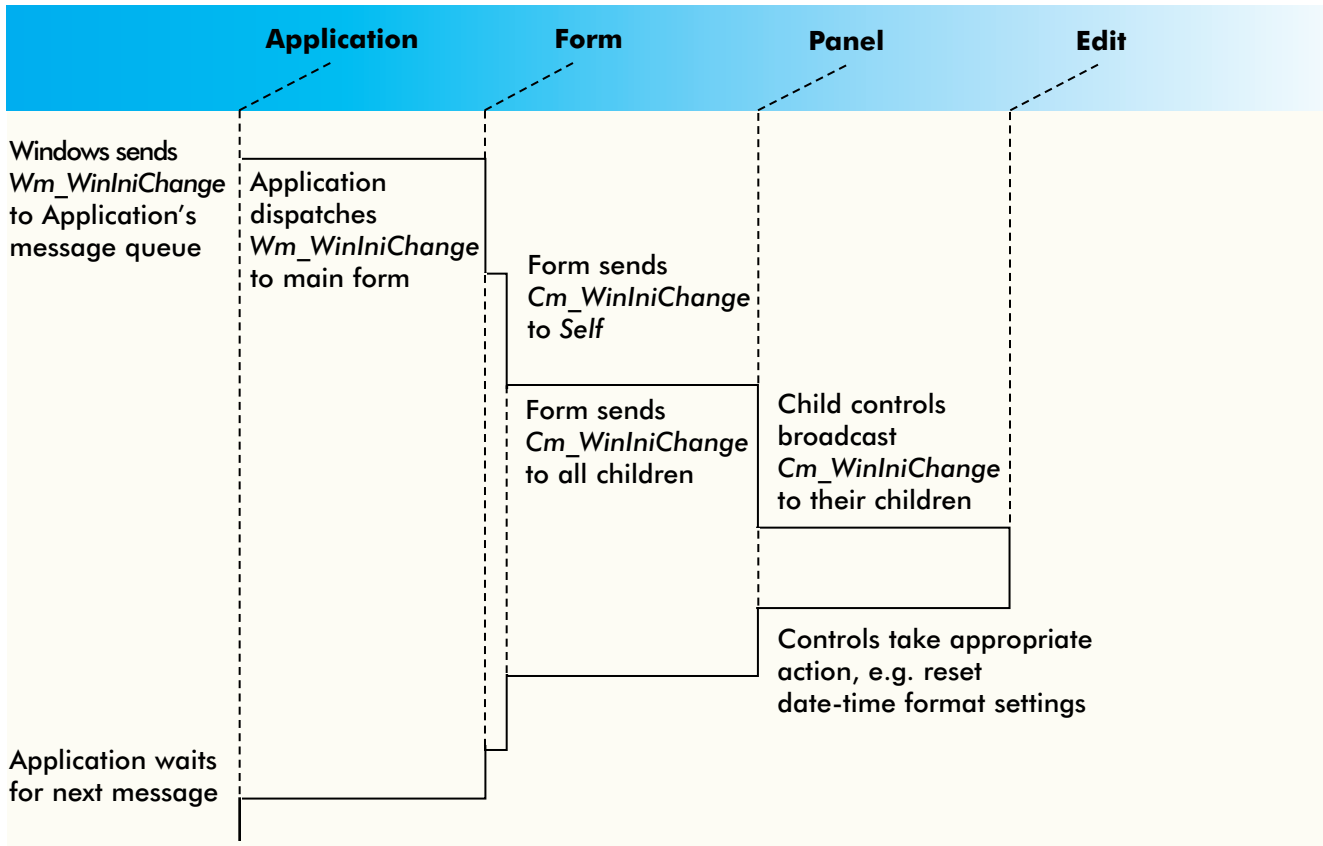 Application Form Panel Edit
Windows sends
Wm_WinIniChange
to Application's
message queue
Application
dispatches
Wm_WinIniChange
to main form
Form sends
Cm_WinIniChange
to Self
Form sends
Cm_WinIniChange
to all children
Child controls
broadcast
Cm_WinIniChange
to their children
Controls take appropriate
action, e.g. reset
date-time format settings
Application waits
for next message